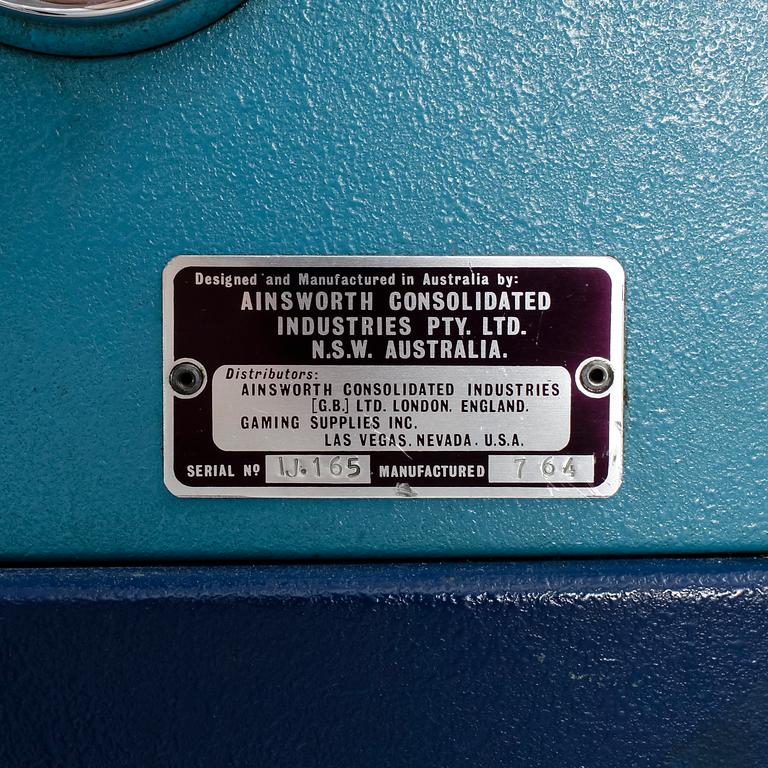 Designed and Manufactured in Australia by:
AINSWORTH CONSOLIDATED
INDUSTRIES PTY. LTD.
N.S.W. AUSTRALIA.
Distributors:
AINSWORTH CONSOLIDATED INDUSTRIES
[G.B.] LTD. LONDON. ENGLAND.
GAMING SUPPLIES INC.
LAS VEGAS. NEVADA. U.S.A.
SERIAL Nº IJ.165 MANUFACTURED 7 64